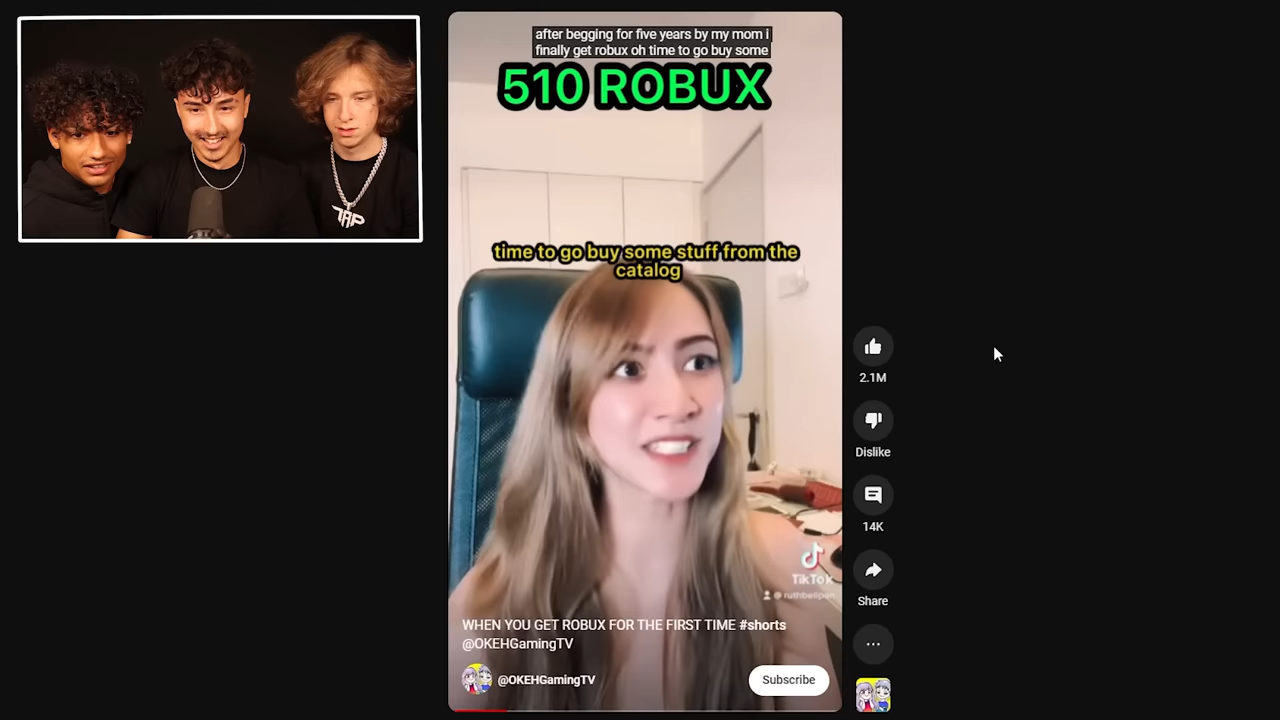 after begging for five years by my mom i
finally get robux oh time to go buy some
510 ROBUX
time to go buy some stuff from the
catalog
TRP
TikTok
@ruthbellpan
WHEN YOU GET ROBUX FOR THE FIRST TIME #shorts
@OKEHGamingTV
@OKEHGamingTV
Subscribe
2.1M
Dislike
14K
Share